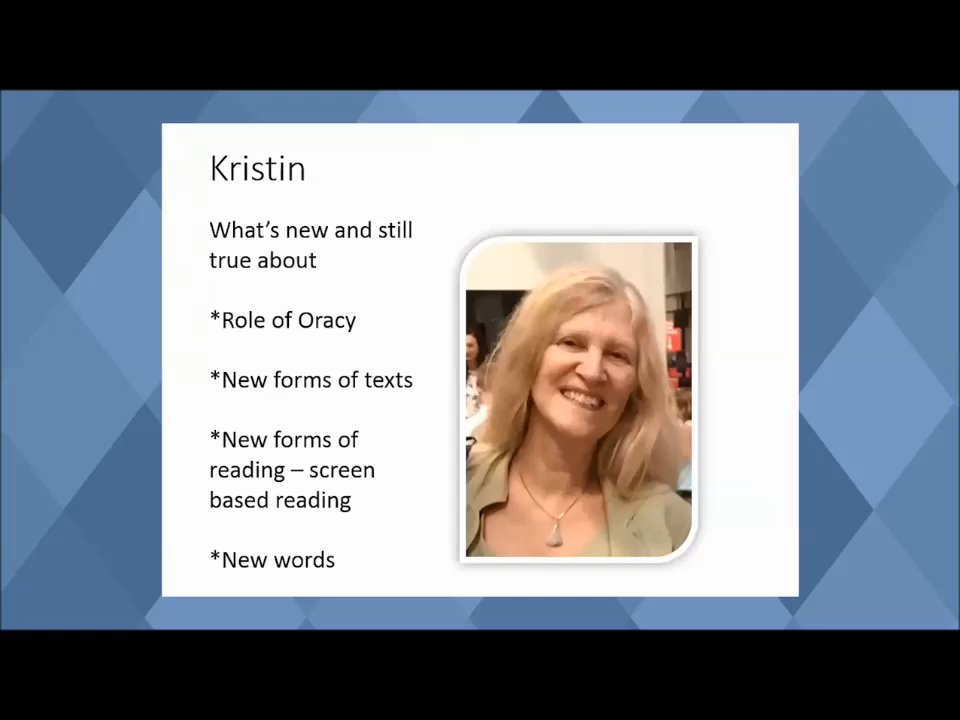 Kristin
What’s new and still
true about
*Role of Oracy
*New forms of texts
*New forms of
reading – screen
based reading
*New words